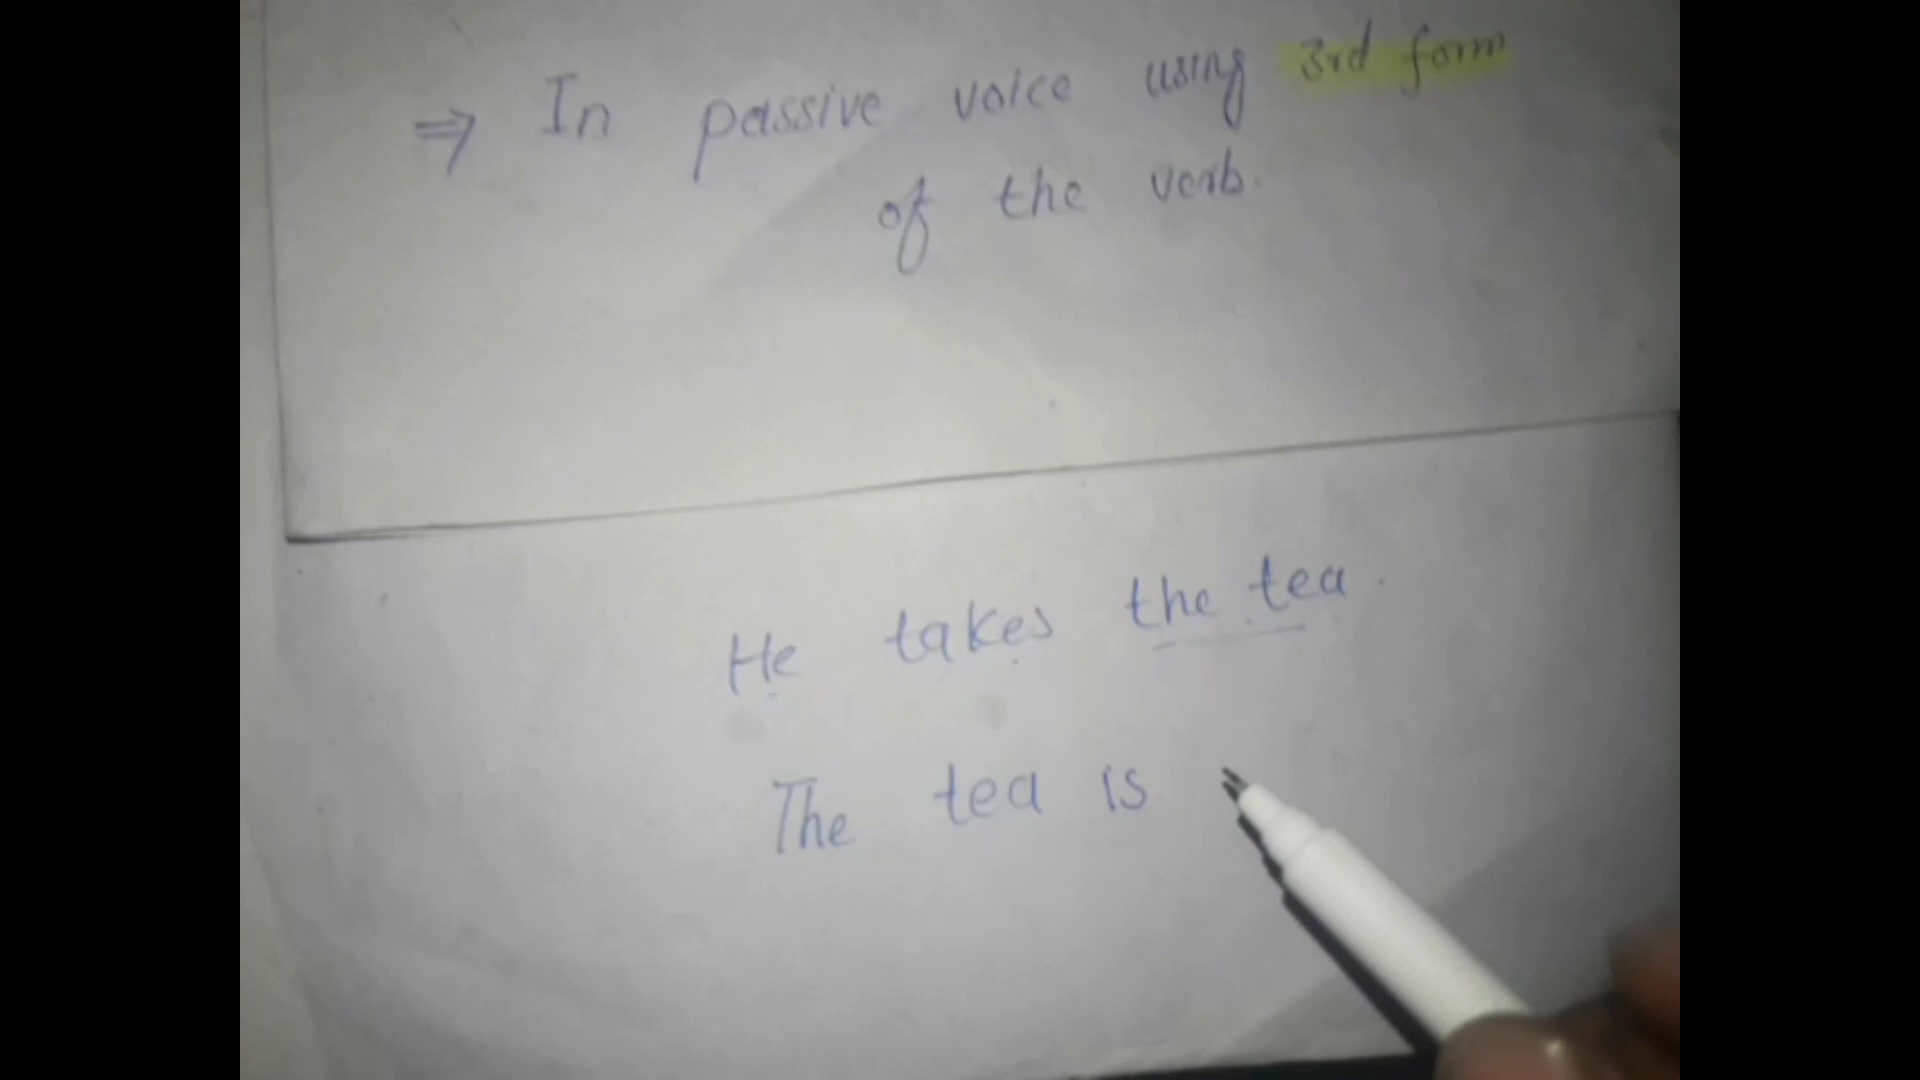 ⇒ In passive voice using 3rd form
of the verb.
He takes the tea.
The tea is